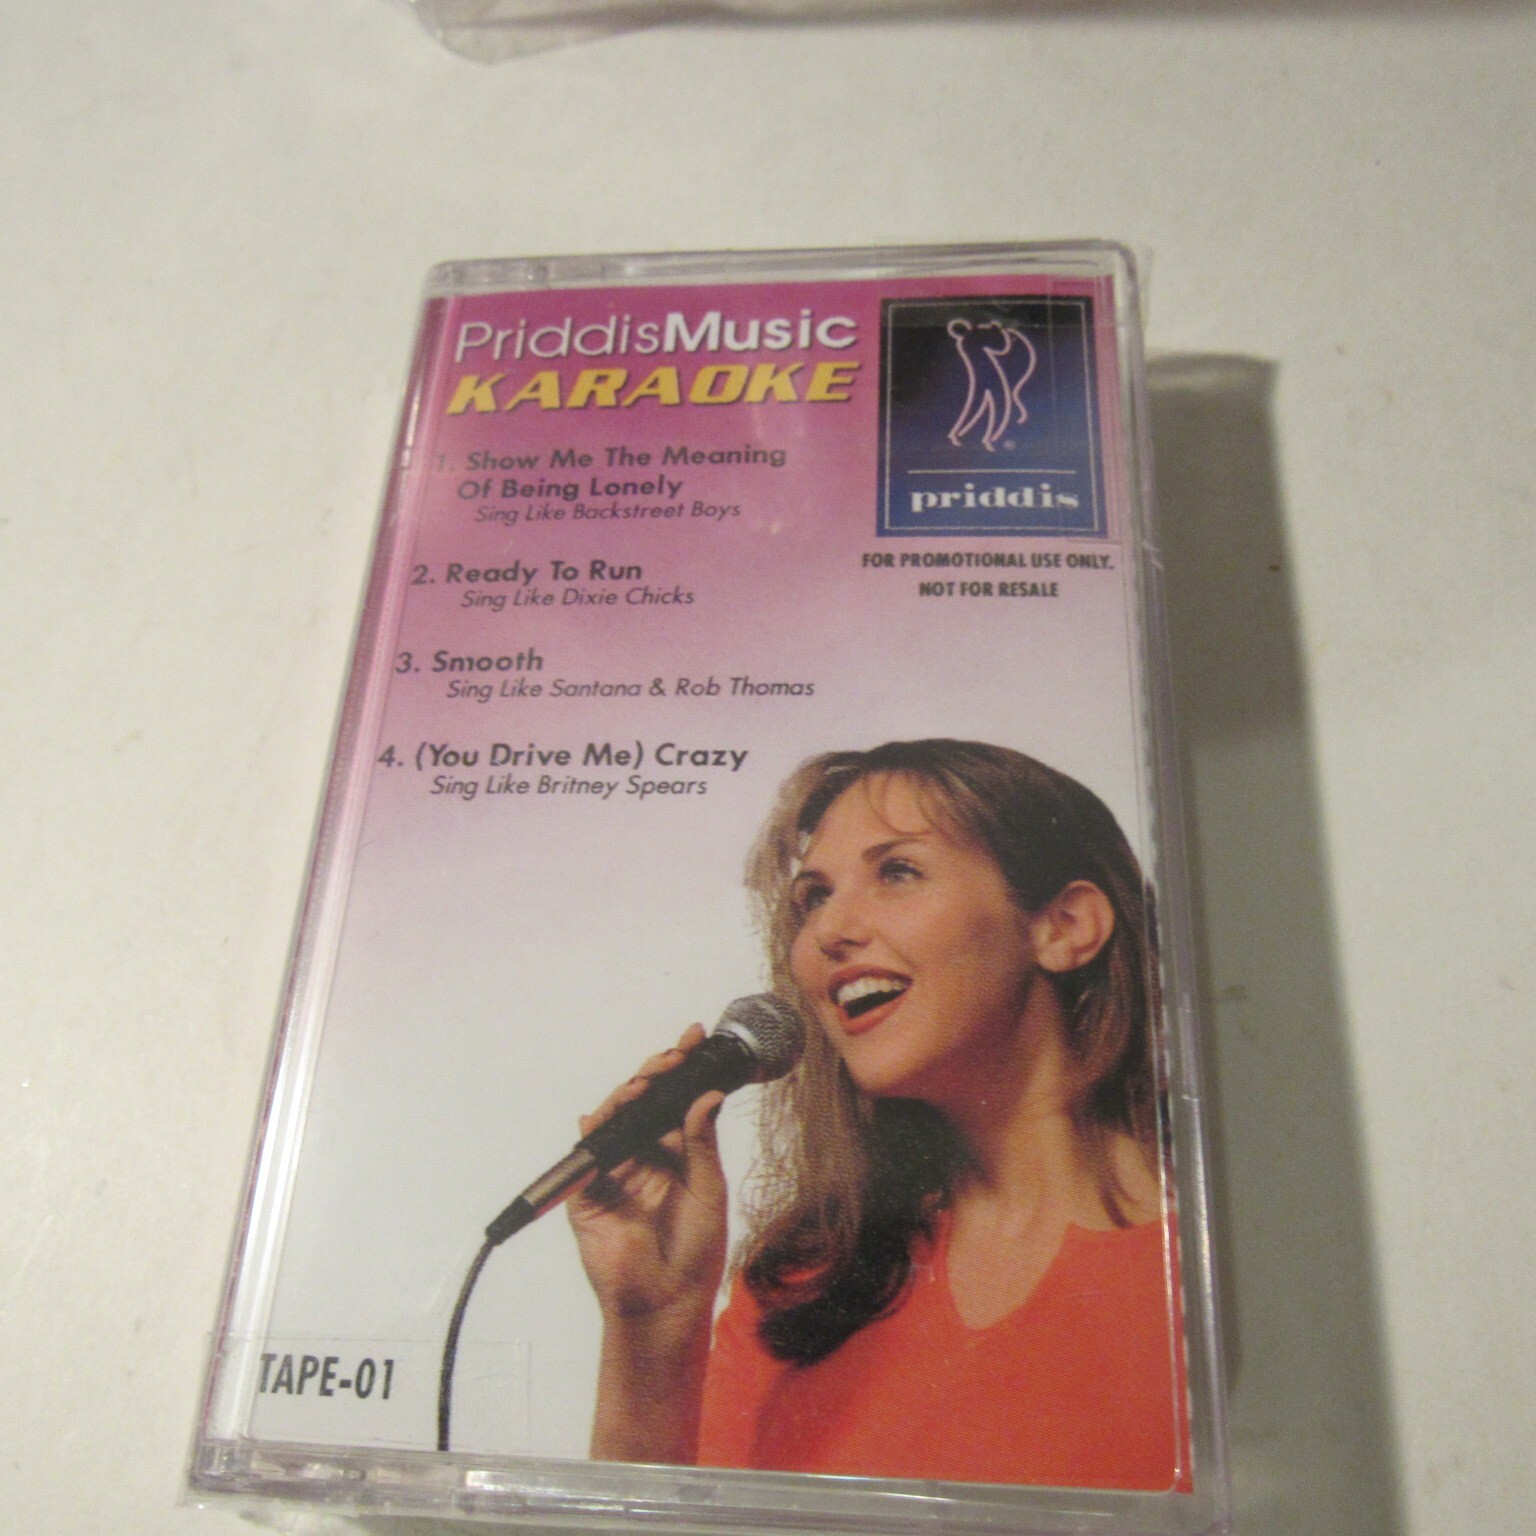 PriddisMusic
KARAOKE
1. Show Me The Meaning
Of Being Lonely
Sing Like Backstreet Boys
2. Ready To Run
Sing Like Dixie Chicks
3. Smooth
Sing Like Santana & Rob Thomas
4. (You Drive Me) Crazy
Sing Like Britney Spears
®
priddis
FOR PROMOTIONAL USE ONLY.
NOT FOR RESALE
TAPE-01